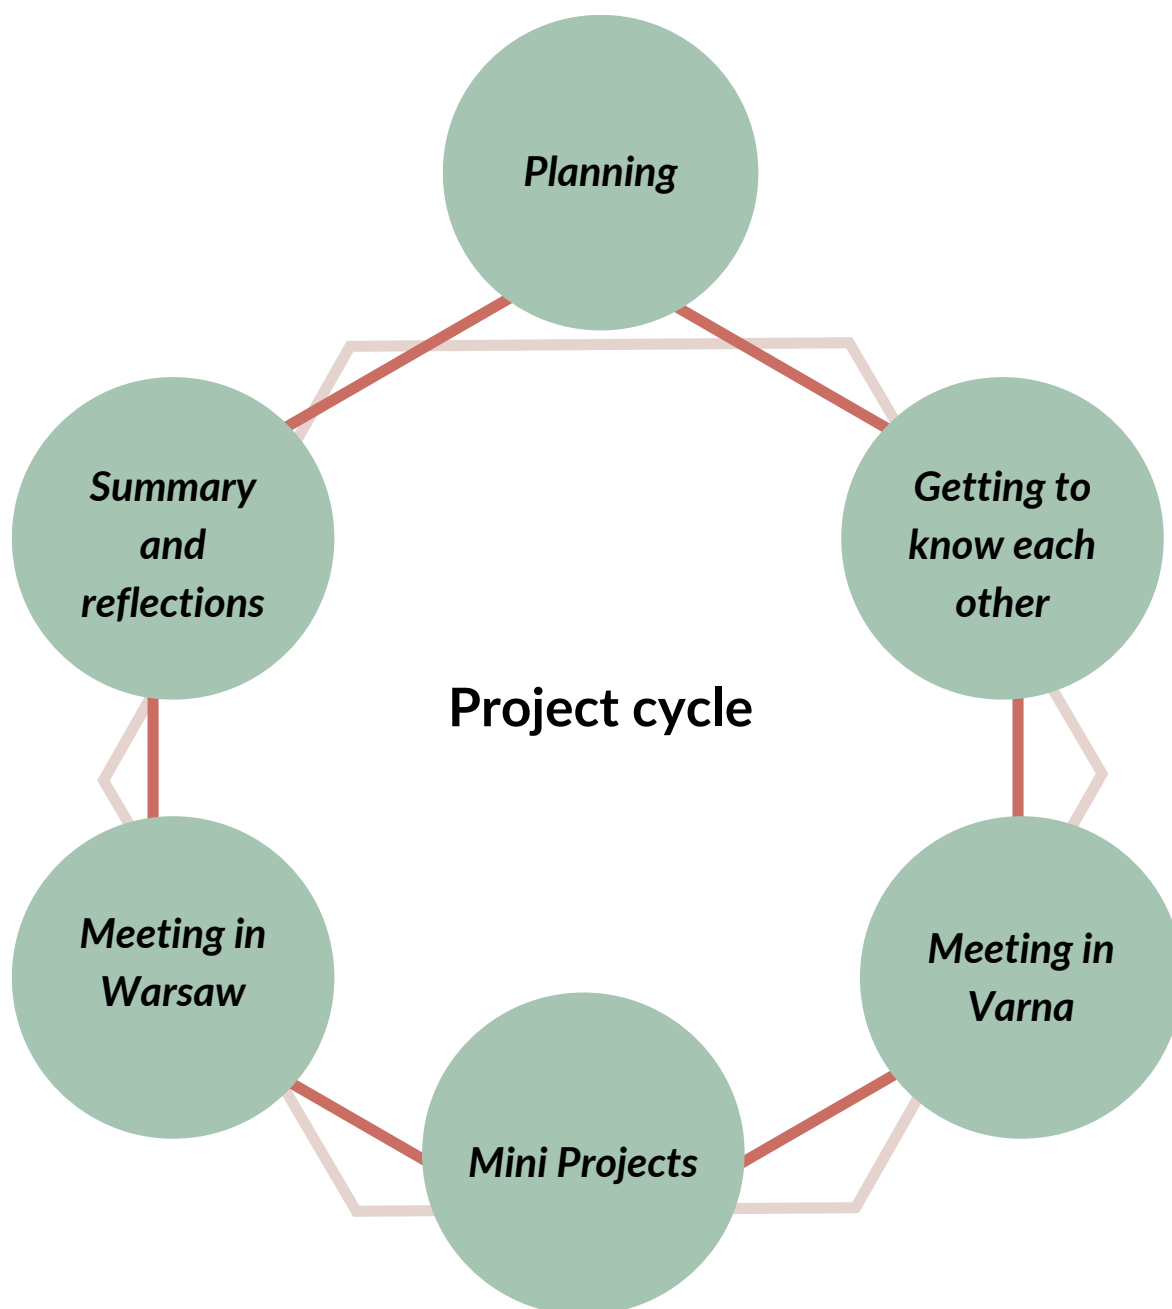 Planning
Getting to
know each
other
Meeting in
Varna
Mini Projects
Meeting in
Warsaw
Summary
and
reflections
Project cycle